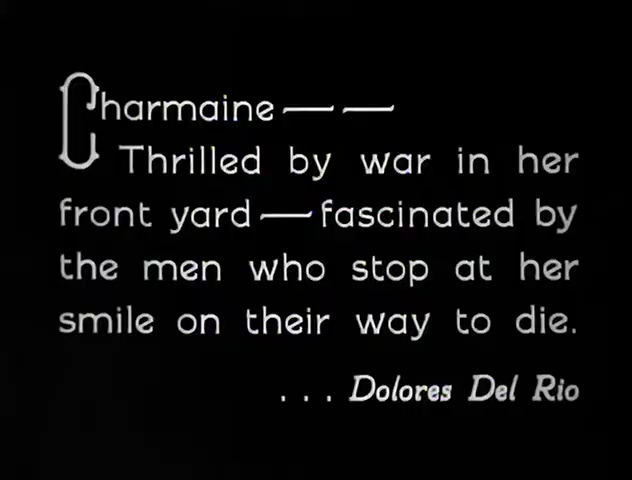 Charmaine — —
Thrilled by war in her
front yard — fascinated by
the men who stop at her
smile on their way to die.
. . . Dolores Del Rio